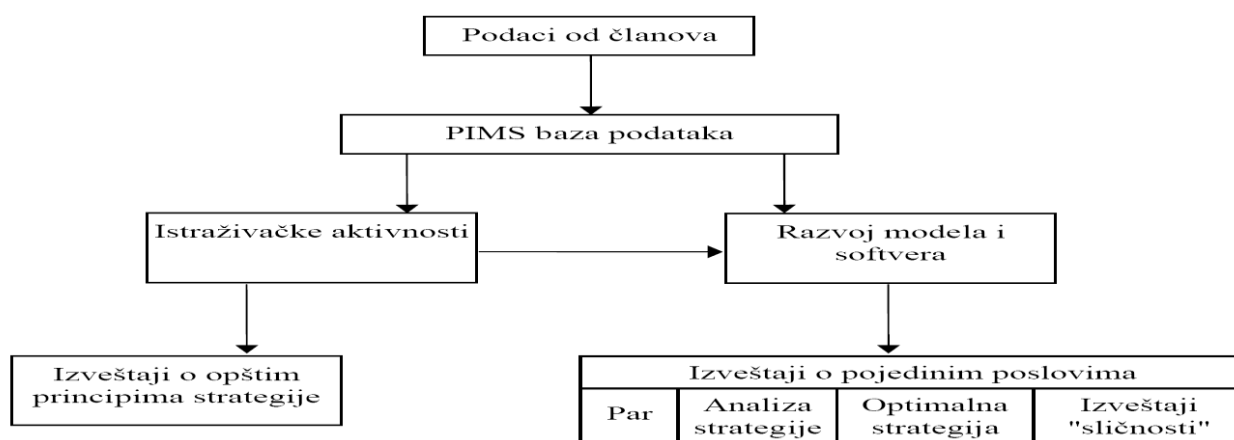 Podaci od članova
PIMS baza podataka
Istraživačke aktivnosti
Razvoj modela i
softvera
Izveštaji o opštim
principima strategije
Izveštaji o pojedinim poslovima
Par
Analiza
strategije
Optimalna
strategija
Izveštaji
"sličnosti"